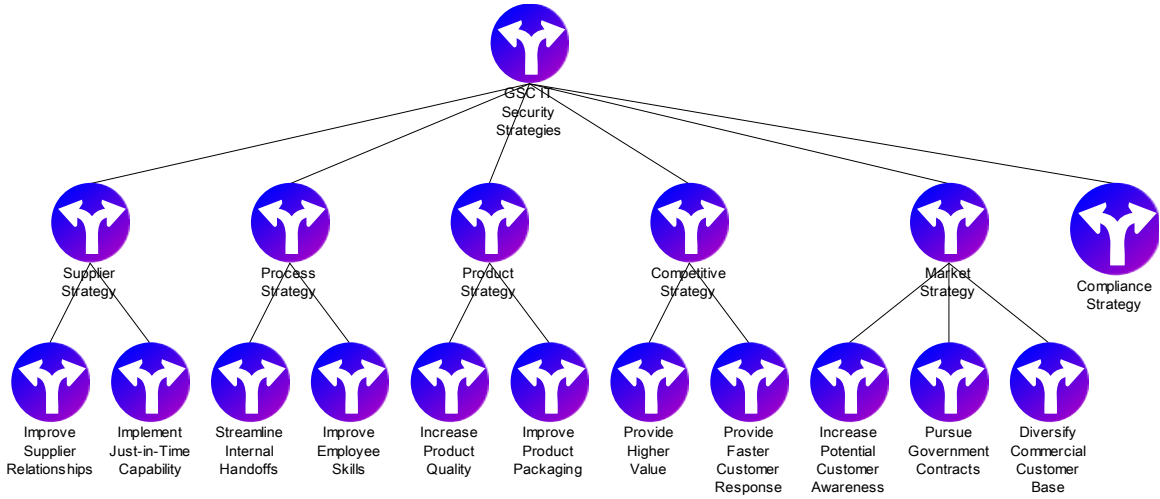 GSC IT
Security
Strategies
Supplier
Strategy
Process
Strategy
Product
Strategy
Competitive
Strategy
Market
Strategy
Compliance
Strategy
Improve
Supplier
Relationships
Implement
Just-in-Time
Capability
Streamline
Internal
Handoffs
Improve
Employee
Skills
Increase
Product
Quality
Improve
Product
Packaging
Provide
Higher
Value
Provide
Faster
Customer
Response
Increase
Potential
Customer
Awareness
Pursue
Government
Contracts
Diversify
Commercial
Customer
Base